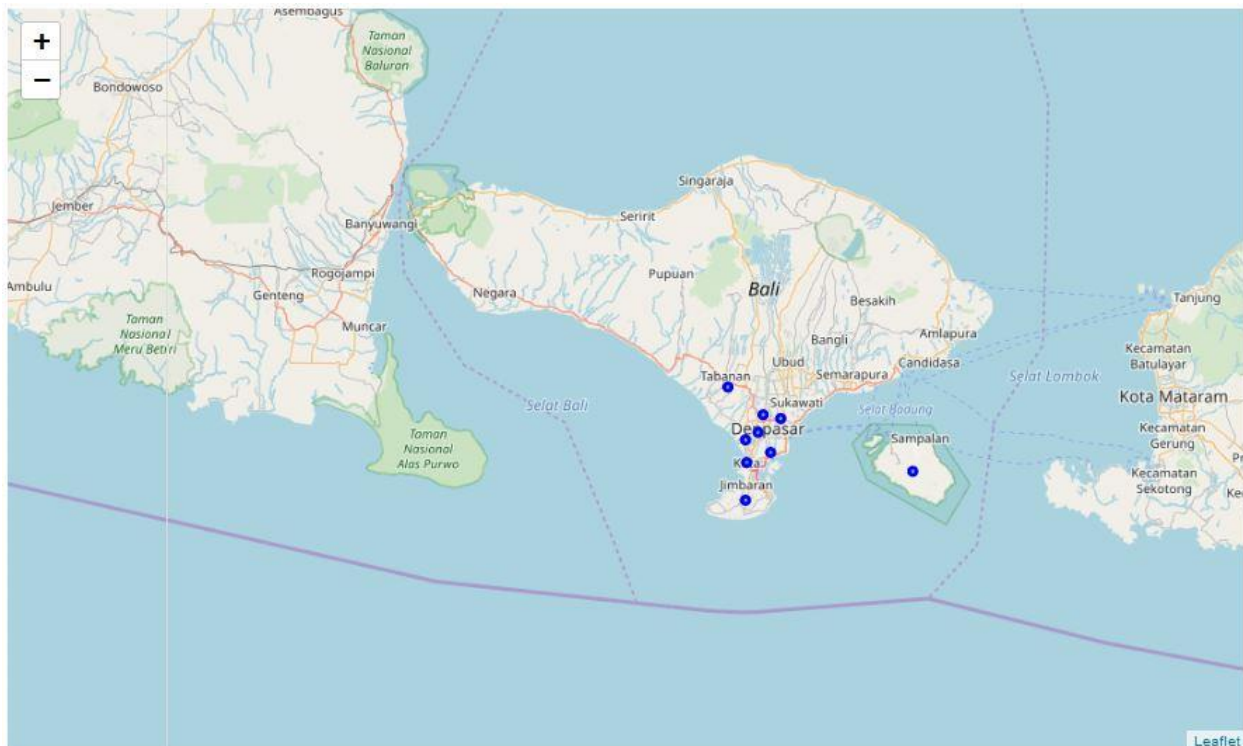 Asembagus
+
−
Taman
Nasional
Baluran
Bondowoso
Singaraja
Jember
Seririt
Banyuwangi
Rogojampi
Pupuan
Ambulu
Genteng
Negara
Bali
Besakih
Tanjung
Taman
Nasional
Meru Betiri
Muncar
Bangli
Amlapura
Kecamatan
Batulayar
Ubud
Candidasa
Tabanan
Semarapura
Selat Lombok
Kota Mataram
Selat Bali
Sukawati
Selat Badung
Denpasar
Kecamatan
Gerung
Sampalan
Taman
Nasional
Alas Purwo
Kecamatan
Sekotong
Jimbaran
Leaflet